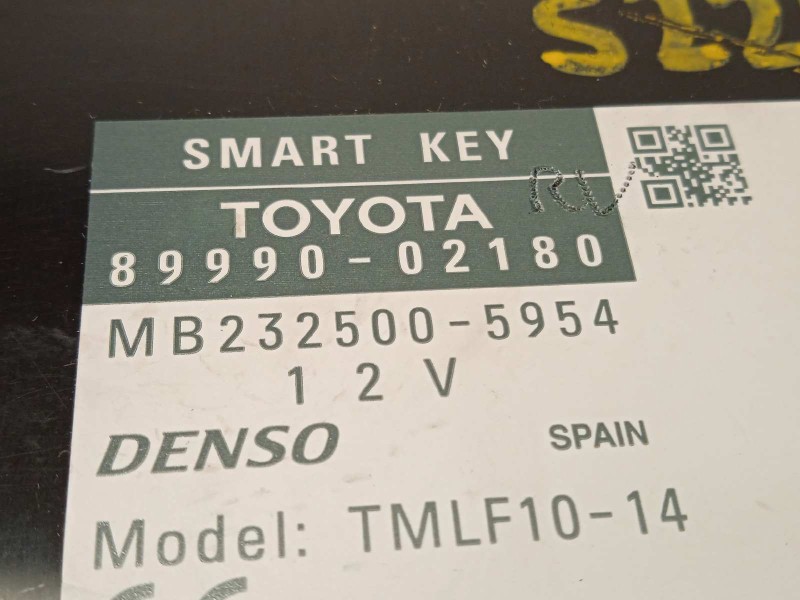 SMART KEY
TOYOTA
89990-02180
MB232500-5954
12V
DENSO
SPAIN
Model: TMLF10-14